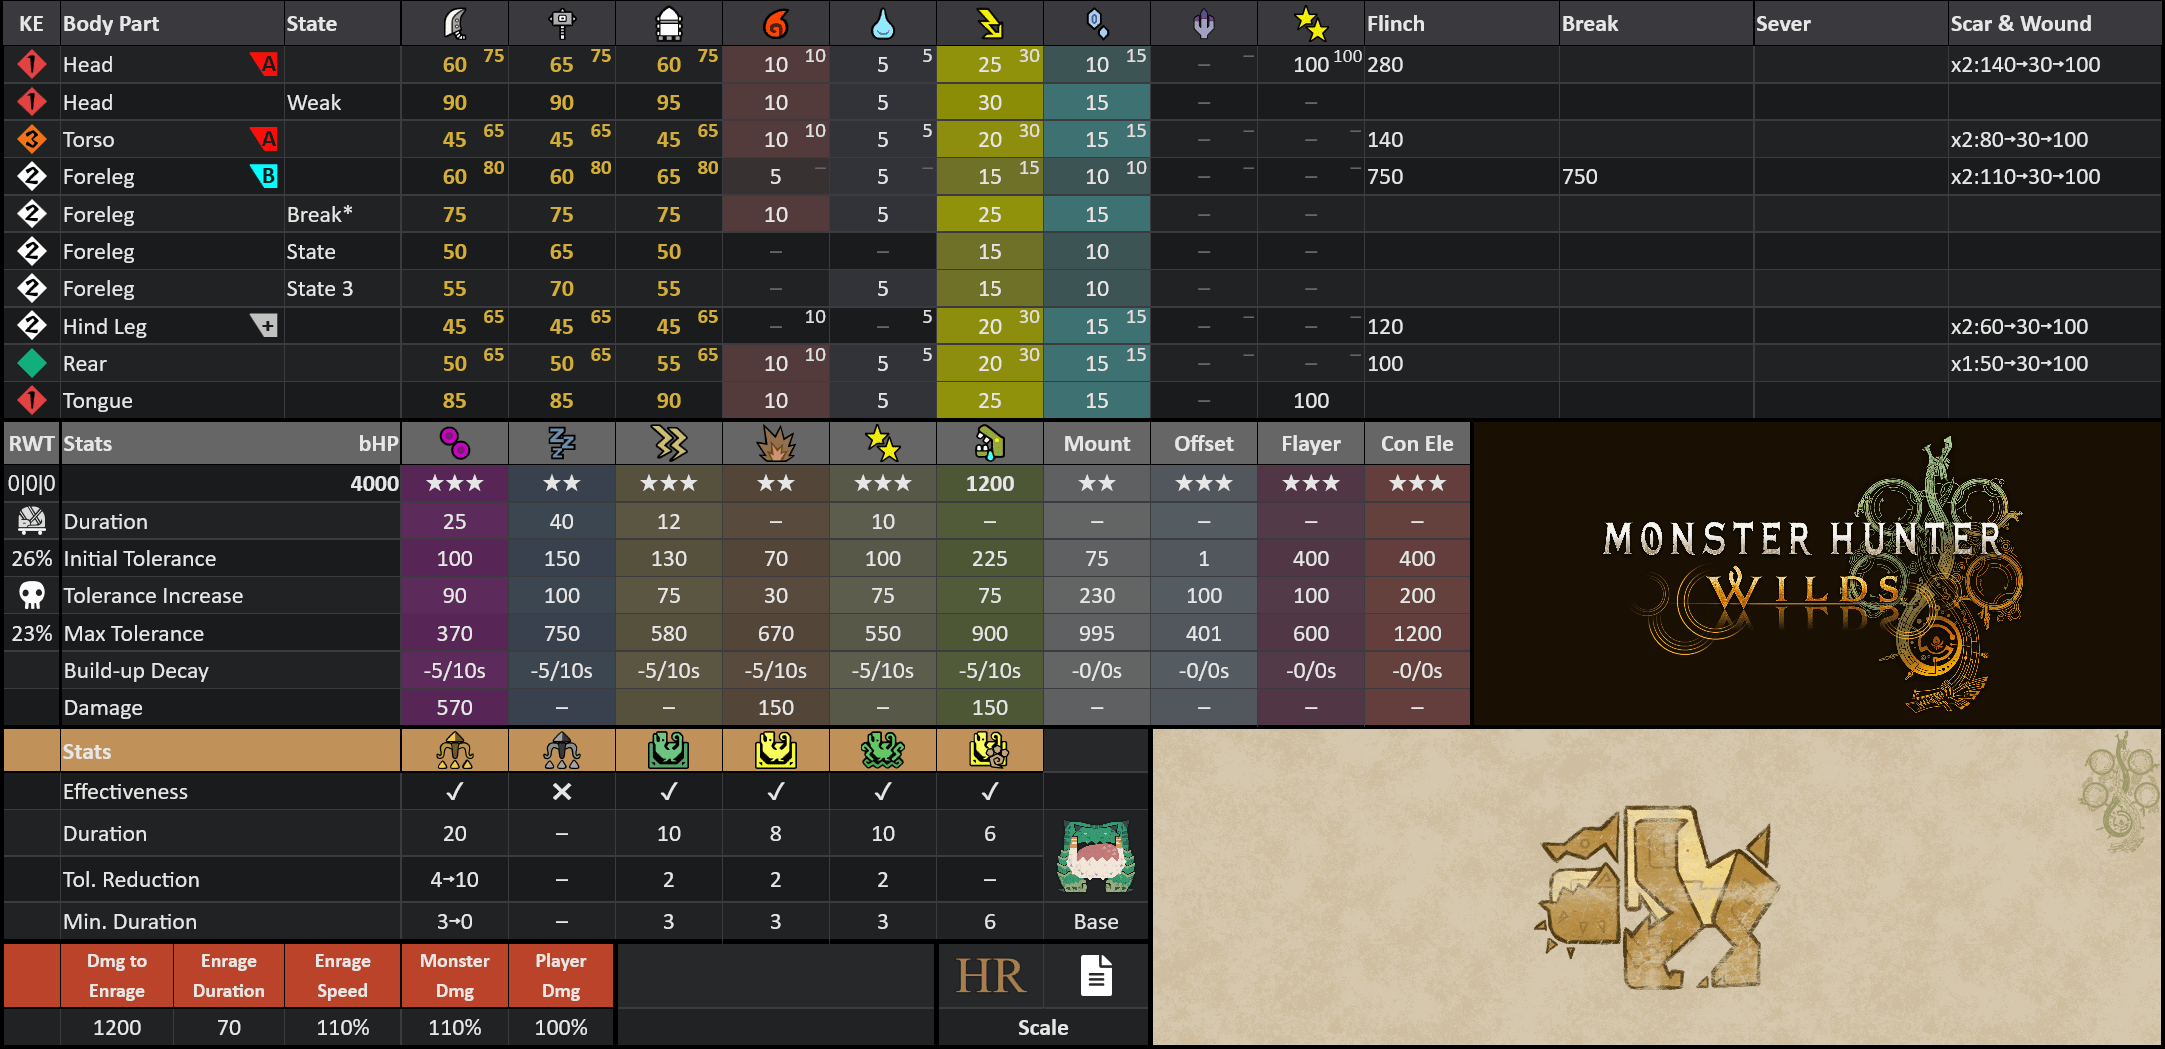 KE Body Part State Flinch Break Sever Scar & Wound
1 Head A 60 75 65 75 60 75 10 10 5 5 25 30 10 15 – – 100 100 280 x2:140→30→100
1 Head Weak 90 90 95 10 5 30 15 – –
3 Torso A 45 65 45 65 45 65 10 10 5 5 20 30 15 15 – – – – 140 x2:80→30→100
2 Foreleg B 60 80 60 80 65 80 5 – 5 – 15 15 10 10 – – – – 750 750 x2:110→30→100
2 Foreleg Break* 75 75 75 10 5 25 15 – –
2 Foreleg State 50 65 50 – – 15 10 – –
2 Foreleg State 3 55 70 55 – 5 15 10 – –
2 Hind Leg + 45 65 45 65 45 65 – 10 – 5 20 30 15 15 – – – – 120 x2:60→30→100
Rear 50 65 50 65 55 65 10 10 5 5 20 30 15 15 – – – – 100 x1:50→30→100
1 Tongue 85 85 90 10 5 25 15 – 100
RWT Stats bHP Mount Offset Flayer Con Ele
0|0|0 4000 ★★★ ★★ ★★★ ★★ ★★★ 1200 ★★ ★★★ ★★★ ★★★
Duration 25 40 12 – 10 – – – – –
26% Initial Tolerance 100 150 130 70 100 225 75 1 400 400
Tolerance Increase 90 100 75 30 75 75 230 100 100 200
23% Max Tolerance 370 750 580 670 550 900 995 401 600 1200
Build-up Decay -5/10s -5/10s -5/10s -5/10s -5/10s -5/10s -0/0s -0/0s -0/0s -0/0s
Damage 570 – – 150 – 150 – – – –
MONSTER HUNTER
WILDS
Stats
Effectiveness ✓ ✕ ✓ ✓ ✓ ✓
Duration 20 – 10 8 10 6
Tol. Reduction 4→10 – 2 2 2 –
Min. Duration 3→0 – 3 3 3 6 Base
Dmg to Enrage Enrage Duration Enrage Speed Monster Dmg Player Dmg HR
1200 70 110% 110% 100% Scale